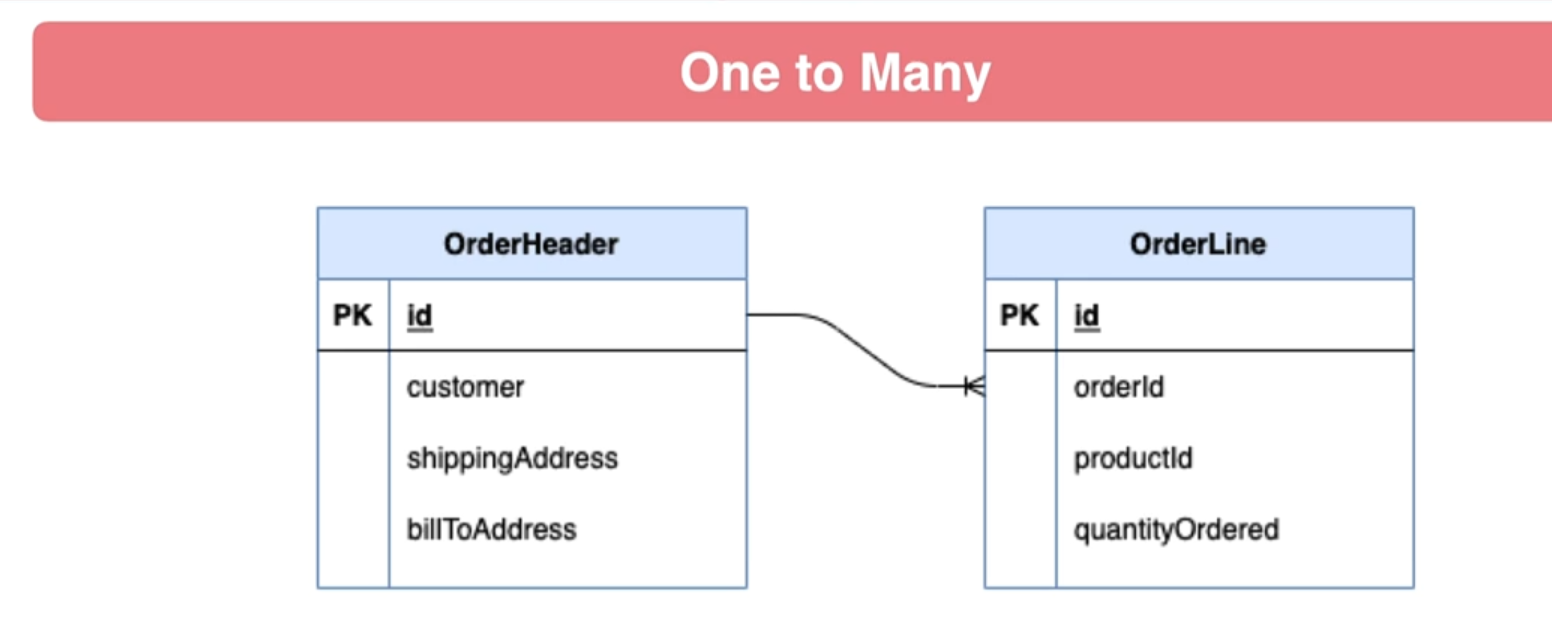 One to Many
OrderHeader
PK id
customer
shippingAddress
billToAddress
OrderLine
PK id
orderId
productId
quantityOrdered